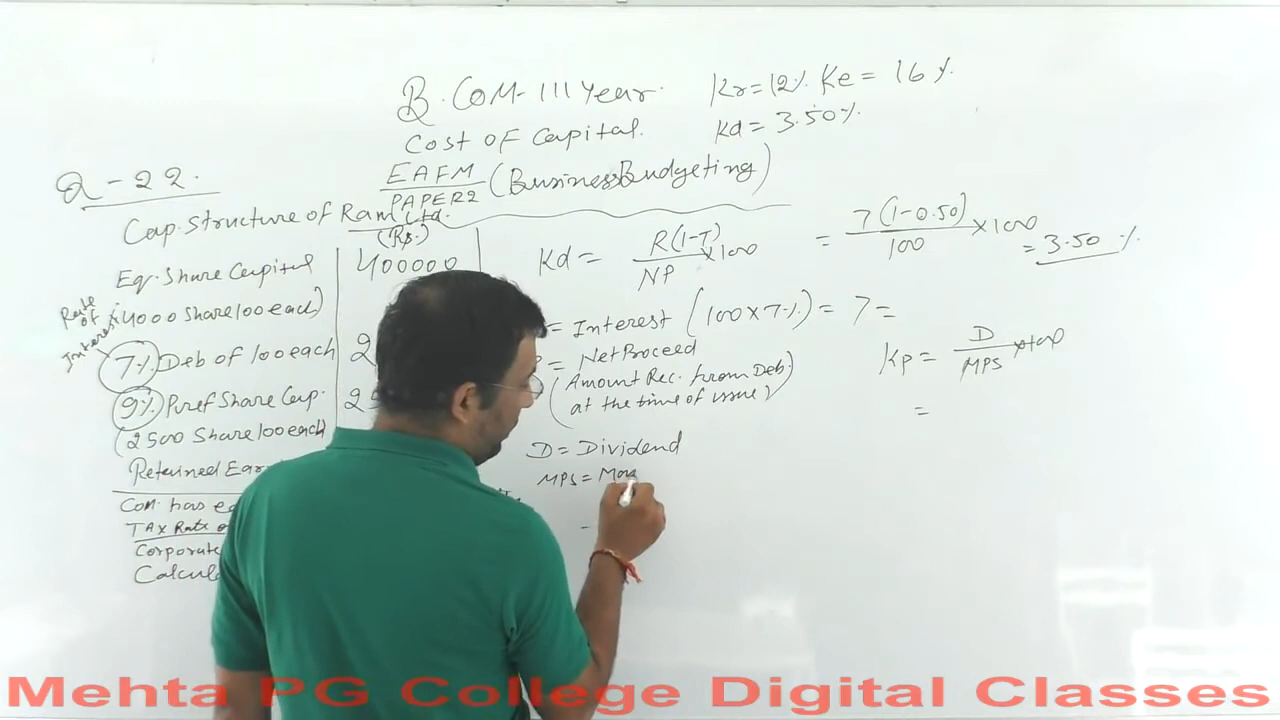 B.COM-III Year.
Cost of Capital.
EAFM (Business Budgeting)
PAPER2
Kr=12% Ke = 16%
Kd = 3.50%
Q-22.
Cap. Structure of Ram Ltd.
(Rs.)
Eq. Share Capital 400000
(4000 Share 100 each)
Rate of Interest
7% Deb of 100 each 2
9% Pref Share Cap. 25
(2500 Share 100 each)
Retained Ear
Com. has e
TAX Rate o
Corporate
Calcul
Kd = R(1-T) / NP ×100 = 7(1-0.50) / 100 ×100 = 3.50 %
= Interest (100×7%) = 7 =
= Net Proceed
(Amount Rec. from Deb.
at the time of issue)
Kp = D / MPS ×100
=
D = Dividend
MPS = Mar
Mehta PG College Digital Classes